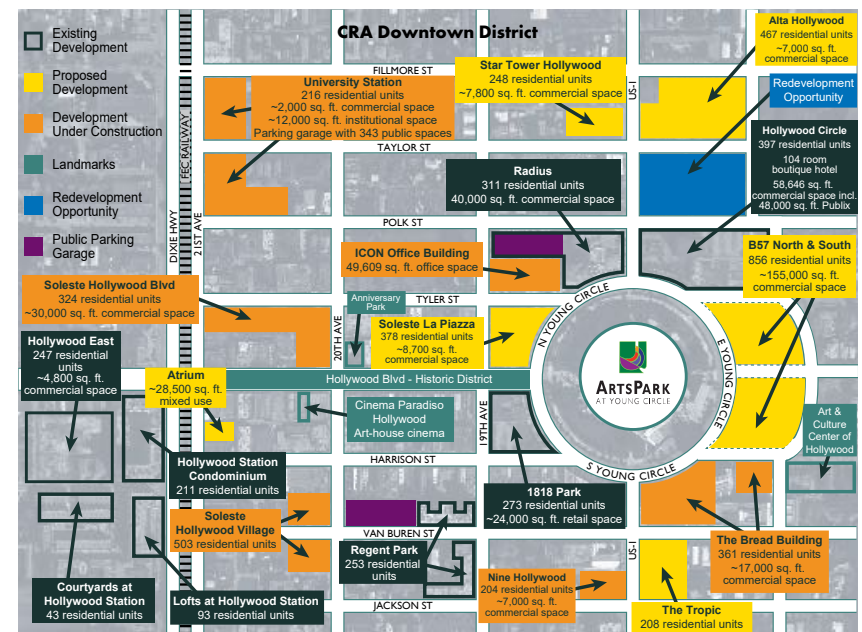 CRA Downtown District
Existing
Development
Proposed
Development
Development
Under Construction
Landmarks
Redevelopment
Opportunity
Public Parking
Garage
FILLMORE ST
TAYLOR ST
POLK ST
TYLER ST
Hollywood Blvd - Historic District
HARRISON ST
VAN BUREN ST
JACKSON ST
DIXIE HWY
FEC RAILWAY
21ST AVE
20TH AVE
19TH AVE
US-1
US-1
N YOUNG CIRCLE
E YOUNG CIRCLE
S YOUNG CIRCLE
University Station
216 residential units
~2,000 sq. ft. commercial space
~12,000 sq. ft. institutional space
Parking garage with 343 public spaces
Star Tower Hollywood
248 residential units
~7,800 sq. ft. commercial space
Alta Hollywood
467 residential units
~7,000 sq. ft.
commercial space
Redevelopment
Opportunity
Hollywood Circle
397 residential units
104 room
boutique hotel
58,646 sq. ft.
commercial space incl.
48,000 sq. ft. Publix
Radius
311 residential units
40,000 sq. ft. commercial space
ICON Office Building
49,609 sq. ft. office space
B57 North & South
856 residential units
~155,000 sq. ft.
commercial space
Soleste Hollywood Blvd
324 residential units
~30,000 sq. ft. commercial space
Anniversary
Park
Soleste La Piazza
378 residential units
~8,700 sq. ft.
commercial space
ARTSPARK
AT YOUNG CIRCLE
Hollywood East
247 residential
units
~4,800 sq. ft.
commercial space
Atrium
~28,500 sq. ft.
mixed use
Cinema Paradiso
Hollywood
Art-house cinema
Art &
Culture
Center of
Hollywood
Hollywood Station
Condominium
211 residential units
1818 Park
273 residential units
~24,000 sq. ft. retail space
Soleste
Hollywood Village
503 residential units
Regent Park
253 residential
units
The Bread Building
361 residential units
~17,000 sq. ft.
commercial space
Courtyards at
Hollywood Station
43 residential units
Lofts at Hollywood Station
93 residential units
Nine Hollywood
204 residential units
~7,000 sq. ft.
commercial space
The Tropic
208 residential units